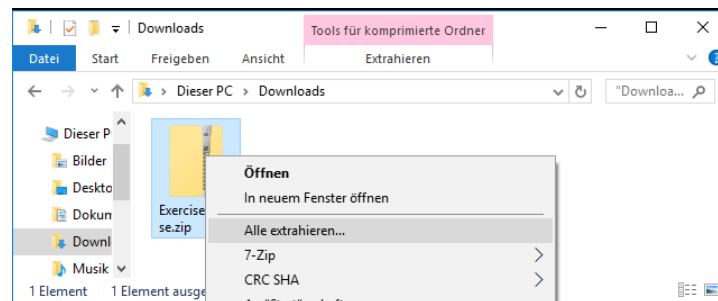 Downloads
Tools für komprimierte Ordner
Datei
Start
Freigeben
Ansicht
Extrahieren
Dieser PC > Downloads
"Downloa...
Dieser P
Bilder
Deskto
Dokum
Downl
Musik
Exercise
se.zip
Öffnen
In neuem Fenster öffnen
Alle extrahieren...
7-Zip
CRC SHA
1 Element
1 Element ausge